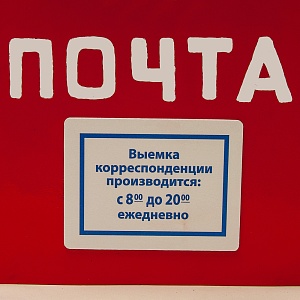 ПОЧТА
Выемка
корреспонденции
производится:
с 8⁰⁰ до 20⁰⁰
ежедневно